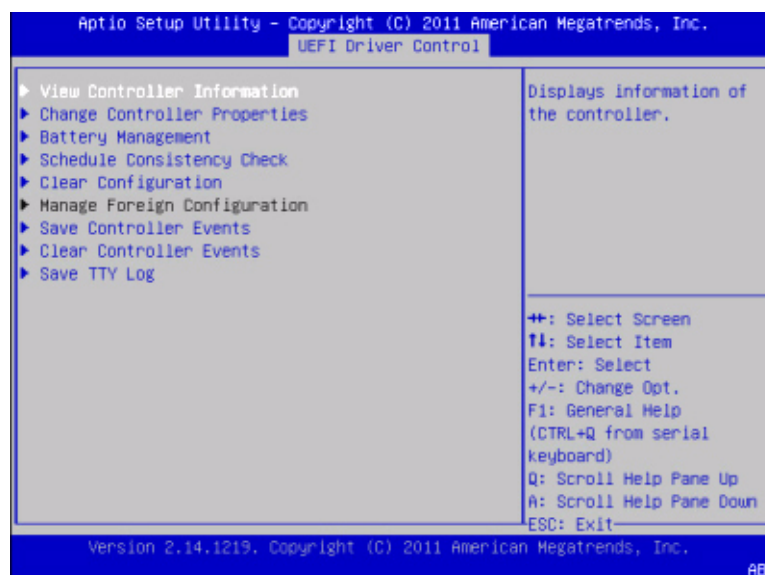 Aptio Setup Utility – Copyright (C) 2011 American Megatrends, Inc.
UEFI Driver Control
View Controller Information
Change Controller Properties
Battery Management
Schedule Consistency Check
Clear Configuration
Manage Foreign Configuration
Save Controller Events
Clear Controller Events
Save TTY Log
Displays information of
the controller.
→←: Select Screen
↑↓: Select Item
Enter: Select
+/-: Change Opt.
F1: General Help
(CTRL+Q from serial
keyboard)
Q: Scroll Help Pane Up
A: Scroll Help Pane Down
ESC: Exit
Version 2.14.1219. Copyright (C) 2011 American Megatrends, Inc.
AB